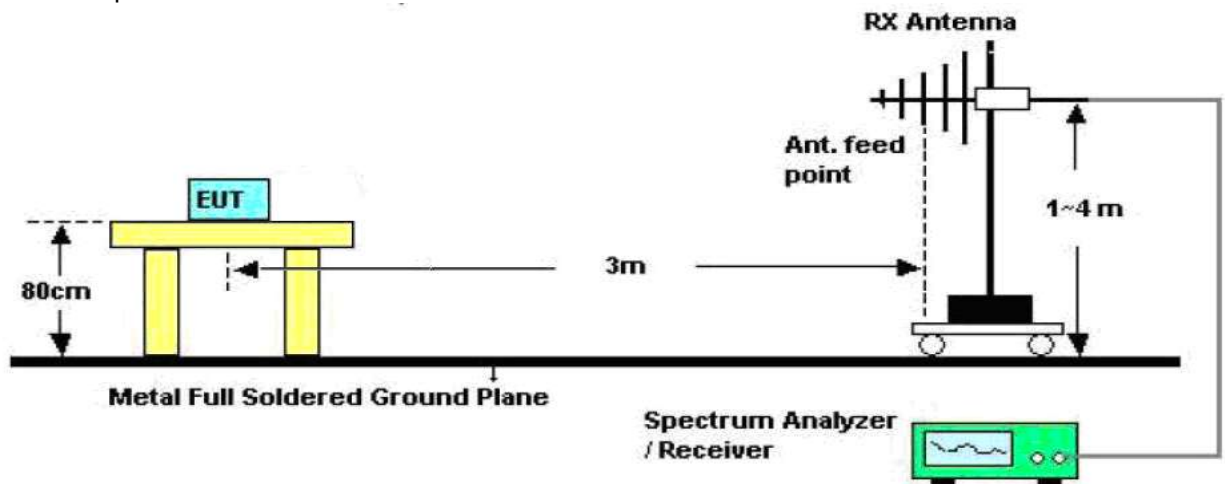 RX Antenna
Ant. feed
point
EUT
1~4 m
3m
80cm
Metal Full Soldered Ground Plane
Spectrum Analyzer
/ Receiver